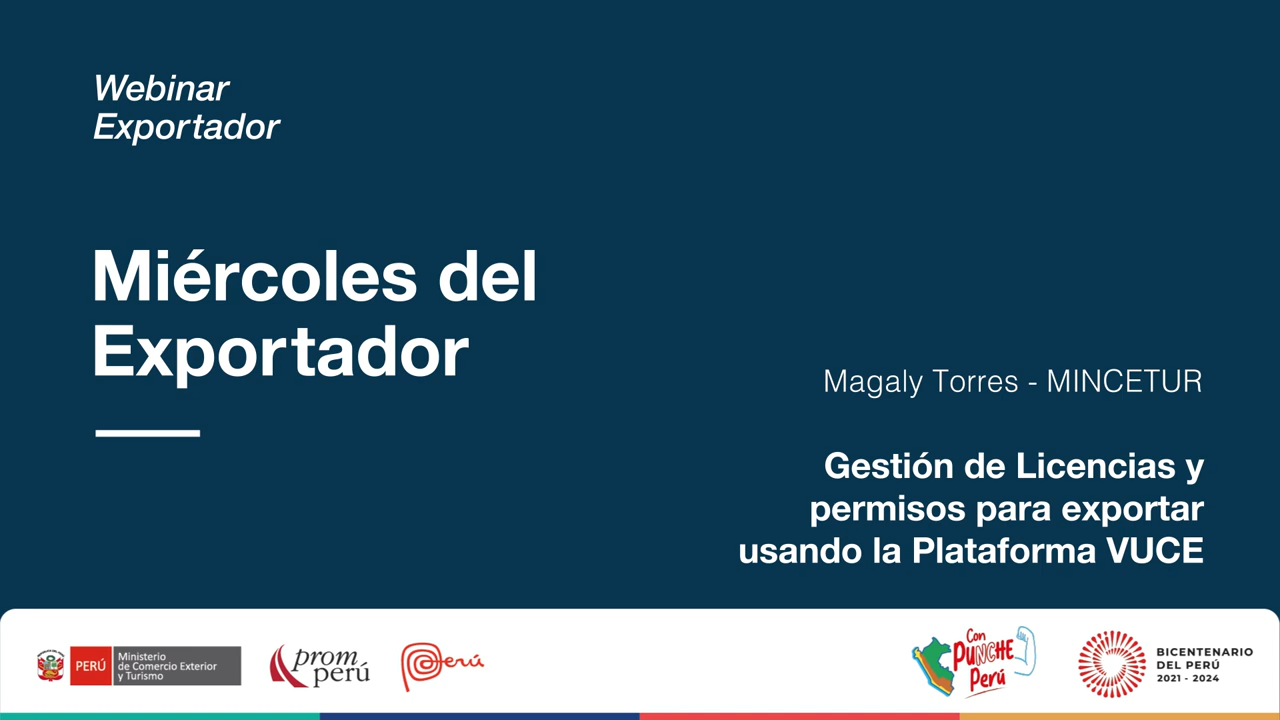 Webinar
Exportador
Miércoles del
Exportador
Magaly Torres - MINCETUR
Gestión de Licencias y
permisos para exportar
usando la Plataforma VUCE
PERÚ
Ministerio
de Comercio Exterior
y Turismo
prom
perú
Perú
Con
PUNCHE
Perú
BICENTENARIO
DEL PERÚ
2021 - 2024